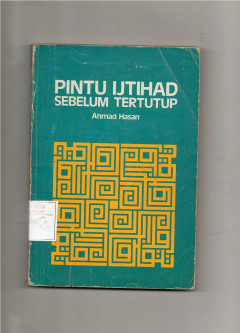 PINTU IJTIHAD
SEBELUM TERTUTUP
Ahmad Hasan